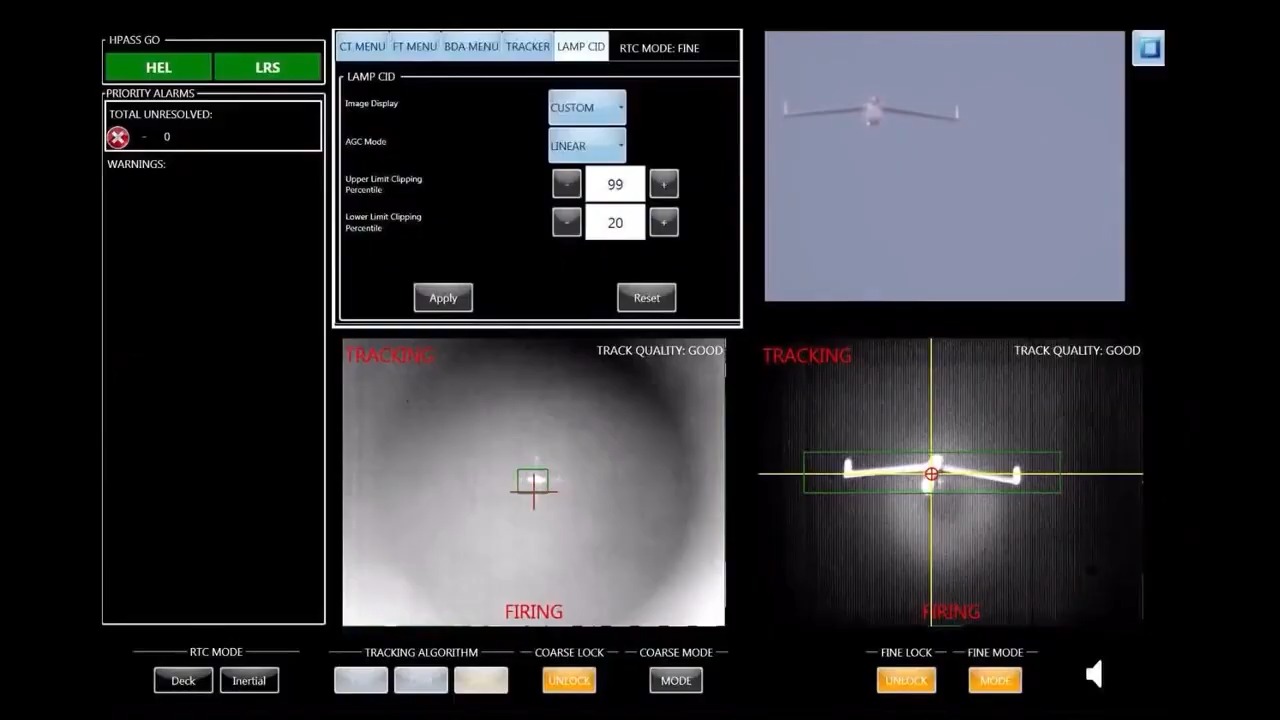 HPASS GO
HEL
LRS
PRIORITY ALARMS
TOTAL UNRESOLVED:
- 0
WARNINGS:
CT MENU
FT MENU
BDA MENU
TRACKER
LAMP CID
RTC MODE: FINE
LAMP CID
Image Display
CUSTOM
AGC Mode
LINEAR
Upper Limit Clipping
Percentile
-
99
+
Lower Limit Clipping
Percentile
-
20
+
Apply
Reset
TRACKING
TRACK QUALITY: GOOD
FIRING
TRACKING
TRACK QUALITY: GOOD
FIRING
RTC MODE
Deck
Inertial
TRACKING ALGORITHM
COARSE LOCK
UNLOCK
COARSE MODE
MODE
FINE LOCK
UNLOCK
FINE MODE
MODE